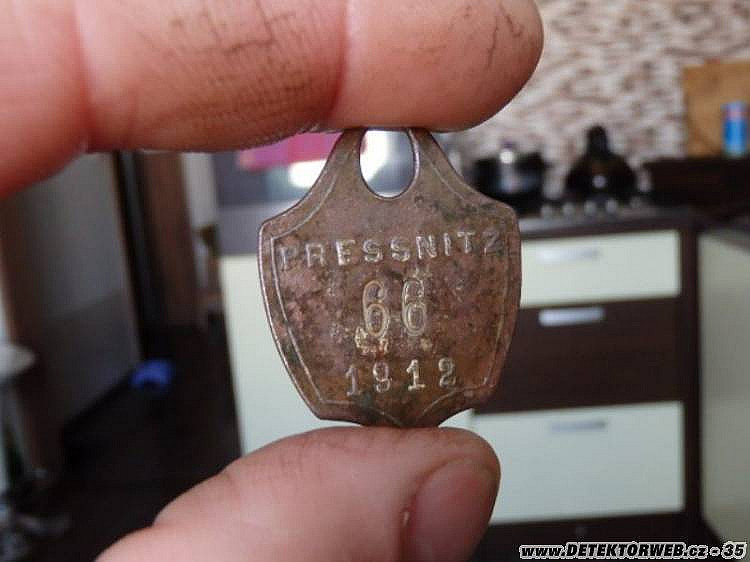 PRESSNITZ
66
1912
www.DETEKTORWEB.cz - 35